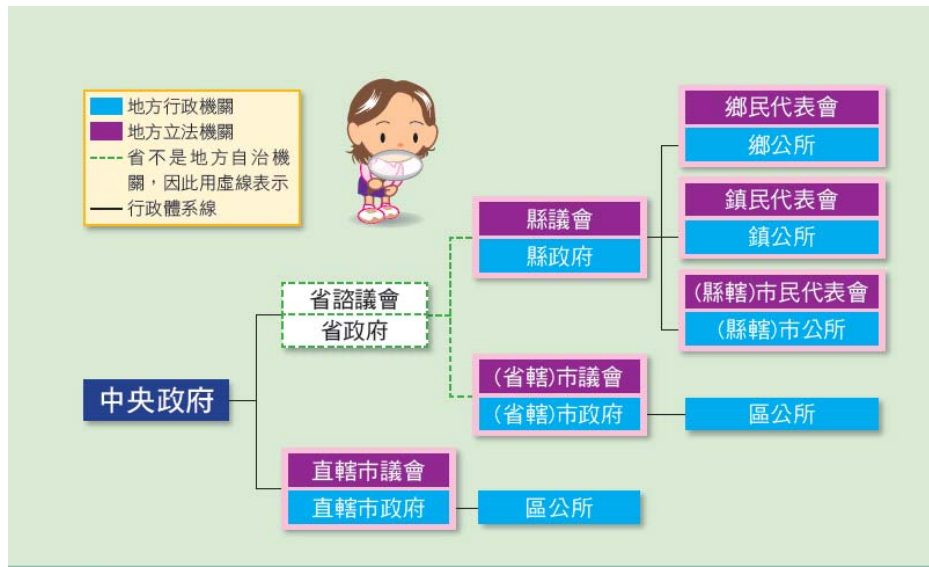 地方行政機關
地方立法機關
省不是地方自治機
關，因此用虛線表示
行政體系線
鄉民代表會
鄉公所
鎮民代表會
鎮公所
(縣轄)市民代表會
(縣轄)市公所
縣議會
縣政府
省諮議會
省政府
(省轄)市議會
(省轄)市政府
區公所
中央政府
直轄市議會
直轄市政府
區公所